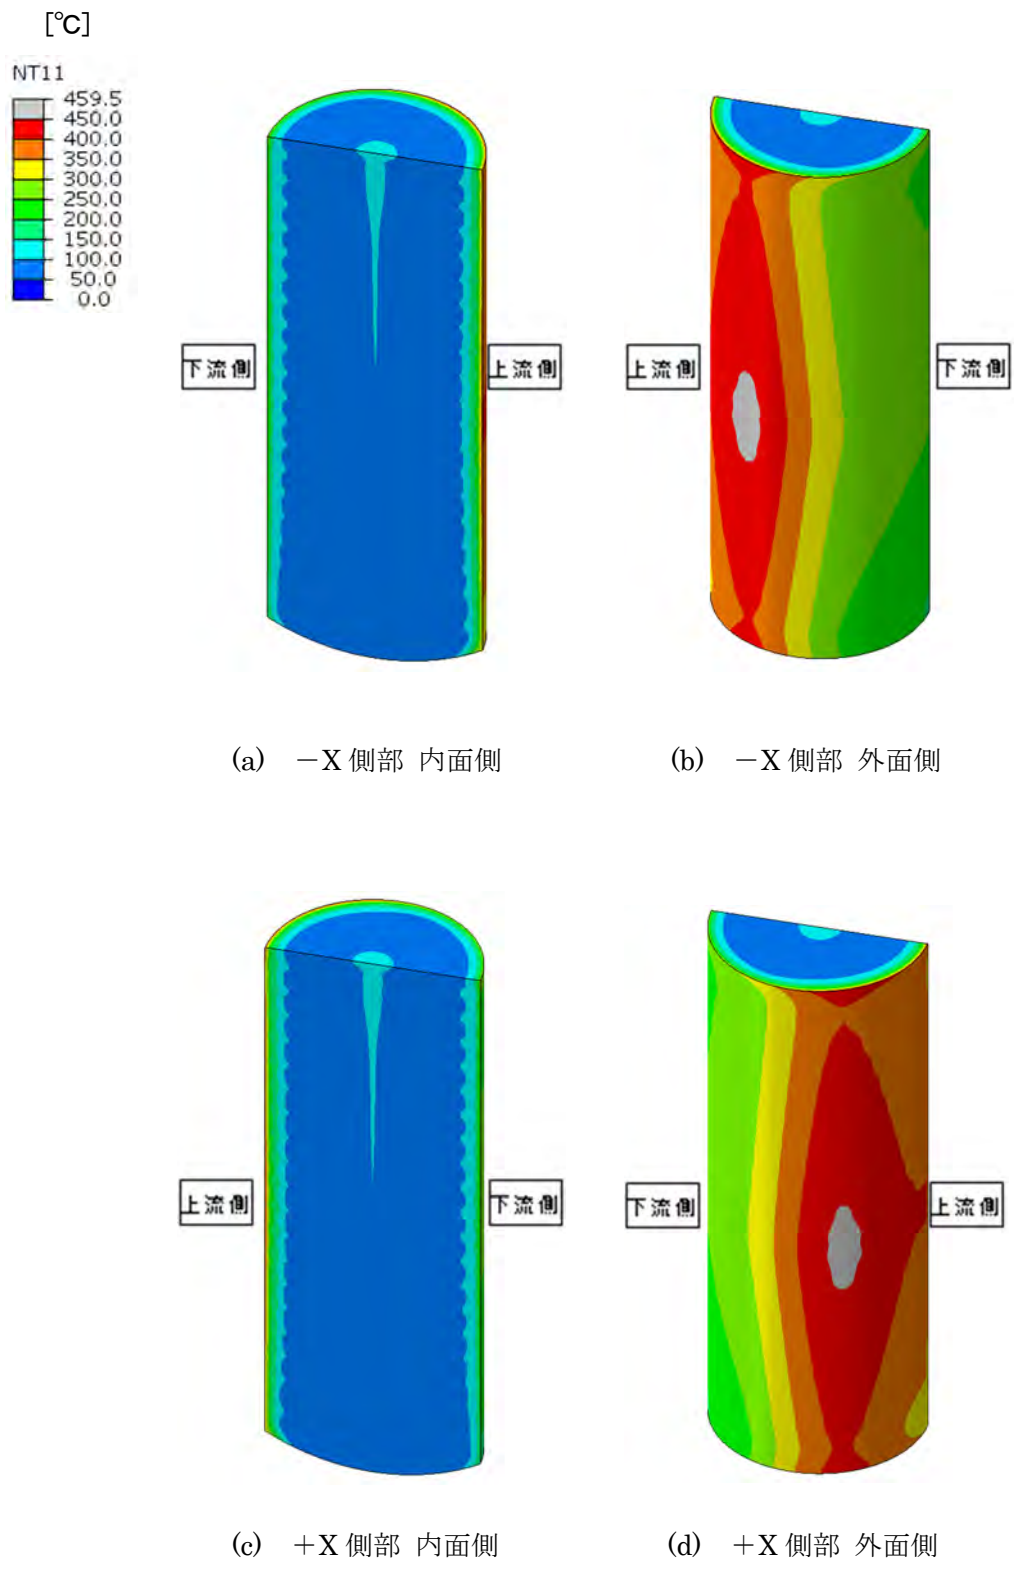 [℃]
NT11
459.5
450.0
400.0
350.0
300.0
250.0
200.0
150.0
100.0
50.0
0.0
下流側
上流側
上流側
下流側
(a) －X 側部 内面側
(b) －X 側部 外面側
上流側
下流側
下流側
上流側
(c) ＋X 側部 内面側
(d) ＋X 側部 外面側